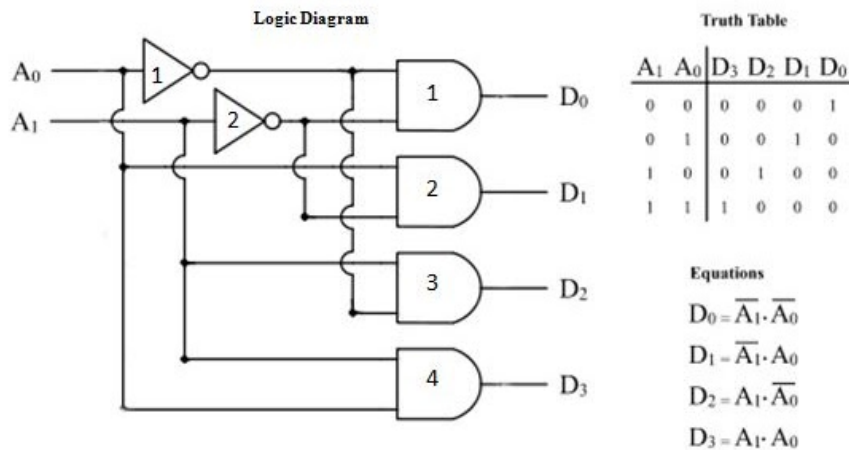 Logic Diagram
A₀
A₁
1
2
1
2
3
4
D₀
D₁
D₂
D₃
Truth Table
A₁ A₀ D₃ D₂ D₁ D₀
0 0 0 0 0 1
0 1 0 0 1 0
1 0 0 1 0 0
1 1 1 0 0 0
Equations
D₀ = A̅₁ · A̅₀
D₁ = A̅₁ · A₀
D₂ = A₁ · A̅₀
D₃ = A₁ · A₀